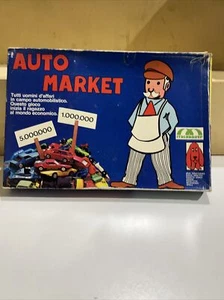 AUTO
MARKET
Tutti uomini d'affari
in campo automobilistico.
Questo gioco
inizia il ragazzo
al mondo economico.
1.000.000
5.000.000